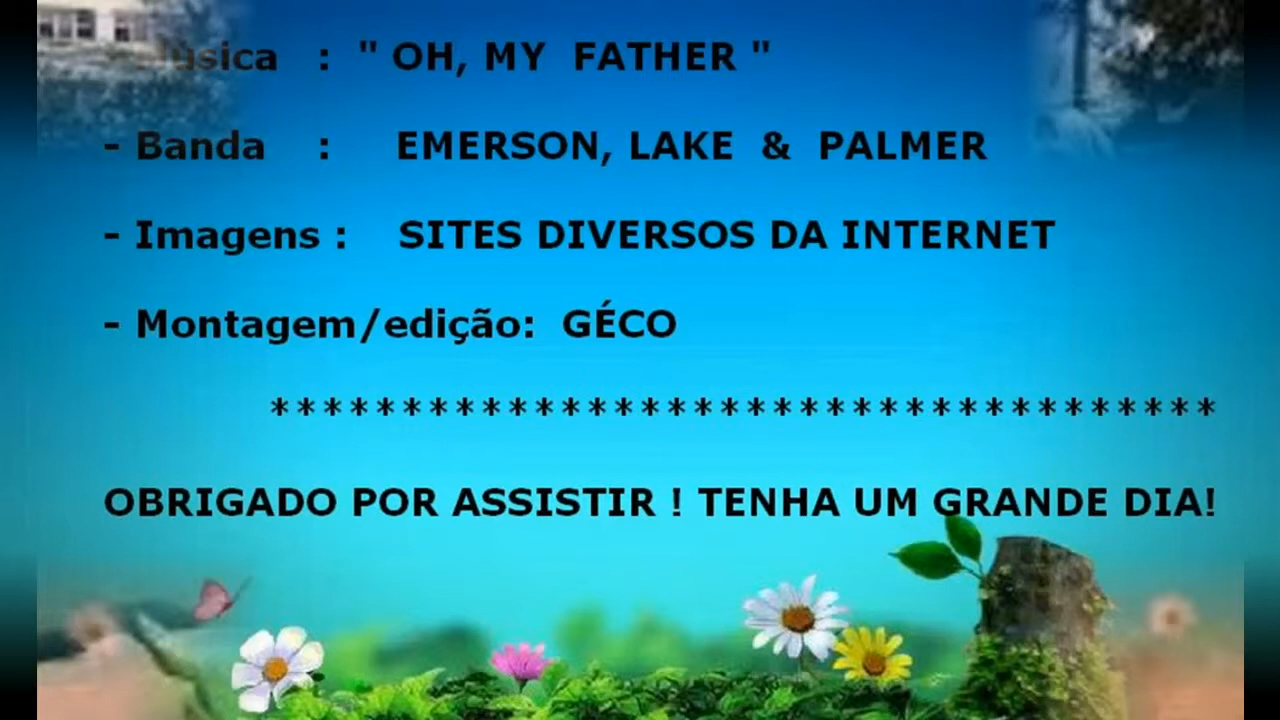 - Música : " OH, MY FATHER "
- Banda : EMERSON, LAKE & PALMER
- Imagens : SITES DIVERSOS DA INTERNET
- Montagem/edição: GÉCO
************************************
OBRIGADO POR ASSISTIR ! TENHA UM GRANDE DIA!